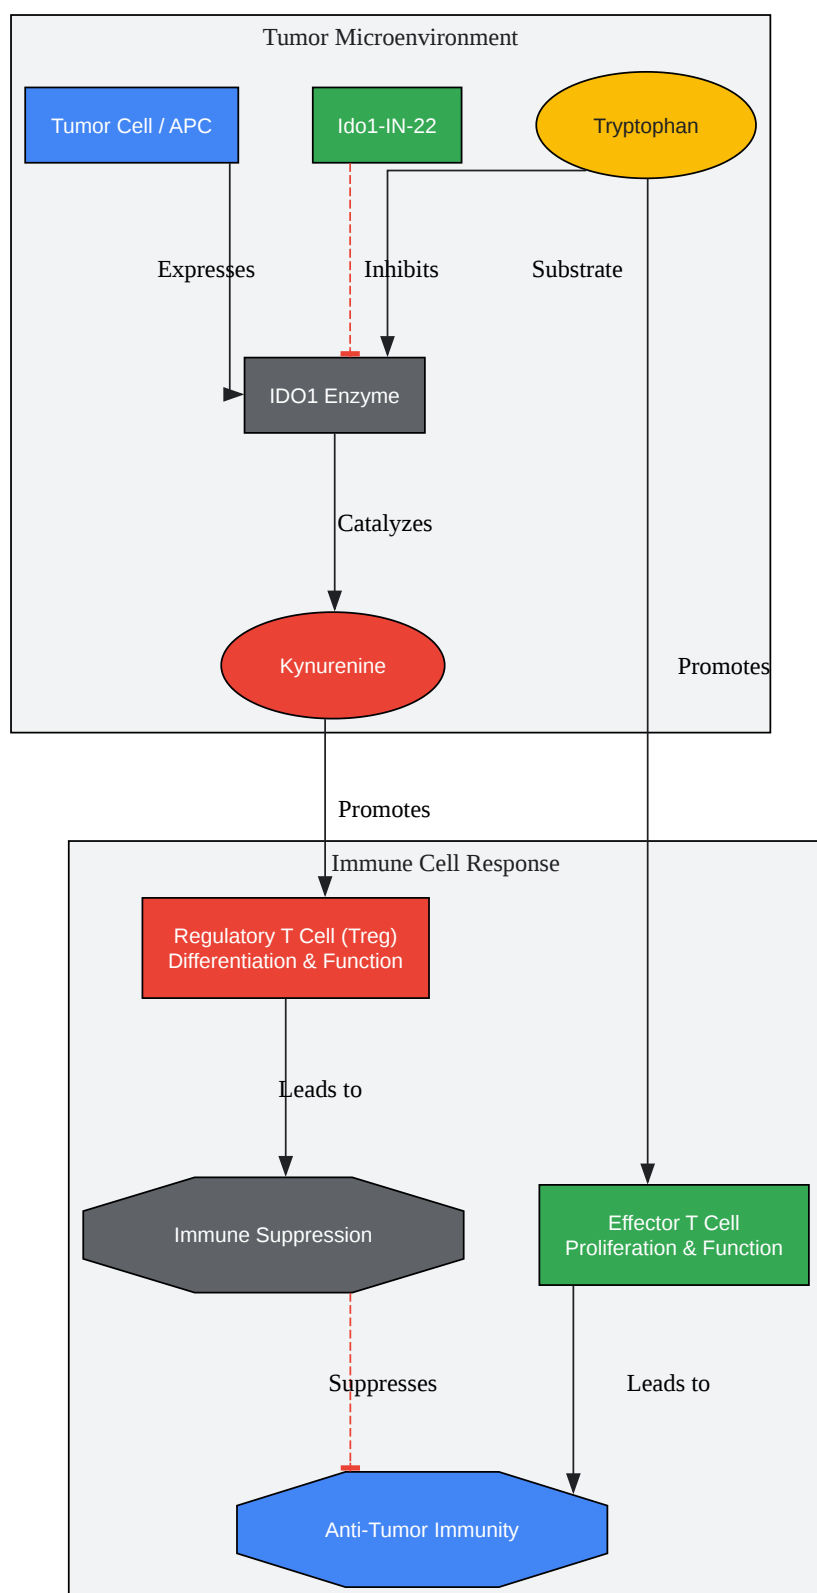 Tumor Microenvironment
Tumor Cell / APC
Ido1-IN-22
Tryptophan
Expresses
Inhibits
Substrate
IDO1 Enzyme
Catalyzes
Kynurenine
Promotes
Promotes
Immune Cell Response
Regulatory T Cell (Treg)
Differentiation & Function
Leads to
Immune Suppression
Effector T Cell
Proliferation & Function
Suppresses
Leads to
Anti-Tumor Immunity